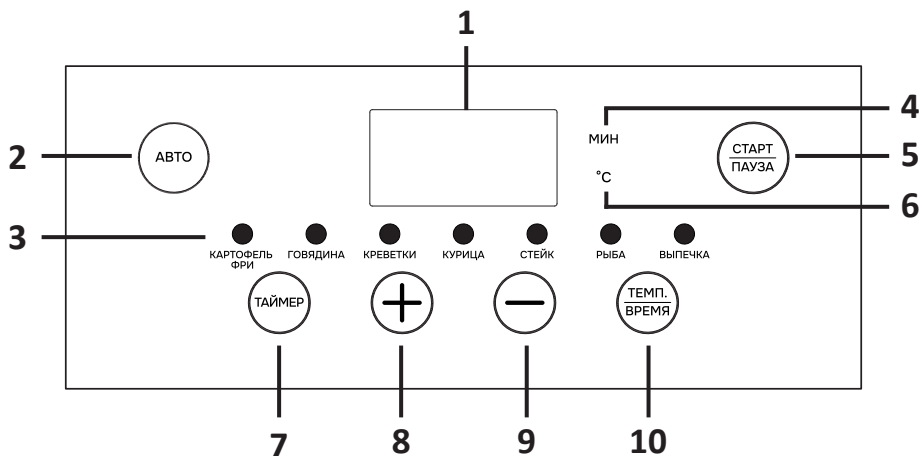 1
МИН
4
2
АВТО
СТАРТ
ПАУЗА
5
°C
6
3
КАРТОФЕЛЬ
ФРИ
ГОВЯДИНА
КРЕВЕТКИ
КУРИЦА
СТЕЙК
РЫБА
ВЫПЕЧКА
ТАЙМЕР
+
−
ТЕМП.
ВРЕМЯ
7
8
9
10